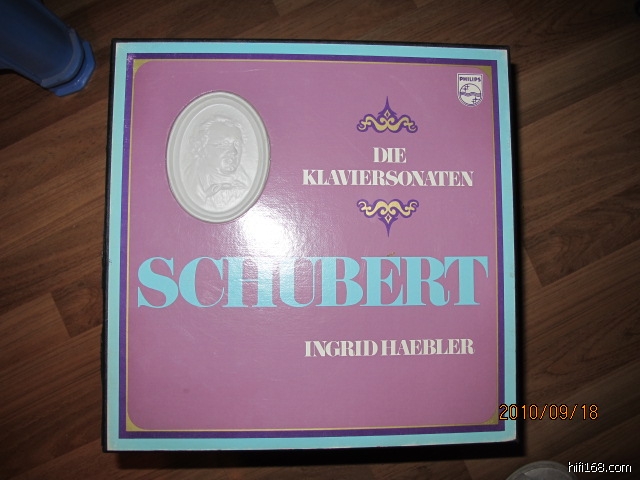 PHILIPS
DIE
KLAVIERSONATEN
SCHUBERT
INGRID HAEBLER
2010/09/18
hifi168.com